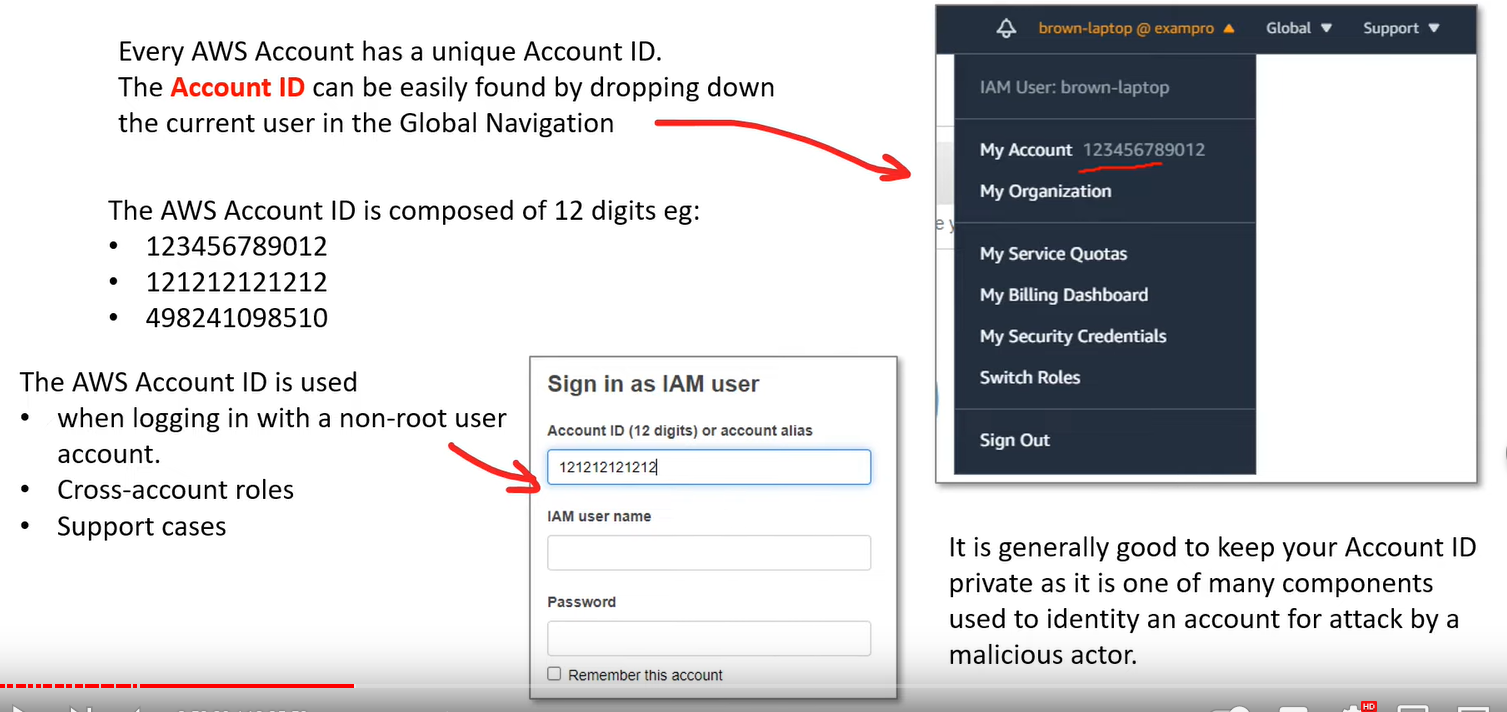 Every AWS Account has a unique Account ID.
The Account ID can be easily found by dropping down
the current user in the Global Navigation
The AWS Account ID is composed of 12 digits eg:
• 123456789012
• 121212121212
• 498241098510
The AWS Account ID is used
• when logging in with a non-root user
account.
• Cross-account roles
• Support cases
Sign in as IAM user
Account ID (12 digits) or account alias
121212121212
IAM user name
Password
Remember this account
brown-laptop @ exampro ▲ Global ▼ Support ▼
IAM User: brown-laptop
My Account 123456789012
My Organization
My Service Quotas
My Billing Dashboard
My Security Credentials
Switch Roles
Sign Out
It is generally good to keep your Account ID
private as it is one of many components
used to identity an account for attack by a
malicious actor.
HD